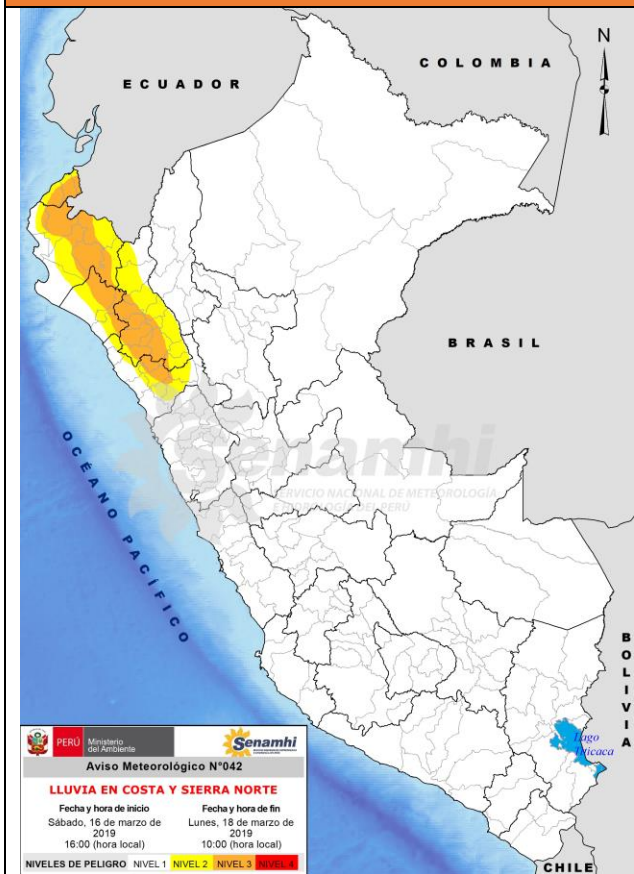 N
COLOMBIA
ECUADOR
BRASIL
Senamhi
SERVICIO NACIONAL DE METEOROLOGÍA
E HIDROLOGÍA DEL PERÚ
OCÉANO PACÍFICO
BOLIVIA
Lago
Titicaca
CHILE
PERÚ Ministerio
del Ambiente
Senamhi
Aviso Meteorológico N°042
LLUVIA EN COSTA Y SIERRA NORTE
Fecha y hora de inicio
Sábado, 16 de marzo de
2019
16:00 (hora local)
Fecha y hora de fin
Lunes, 18 de marzo de
2019
10:00 (hora local)
NIVELES DE PELIGRO NIVEL 1 NIVEL 2 NIVEL 3 NIVEL 4